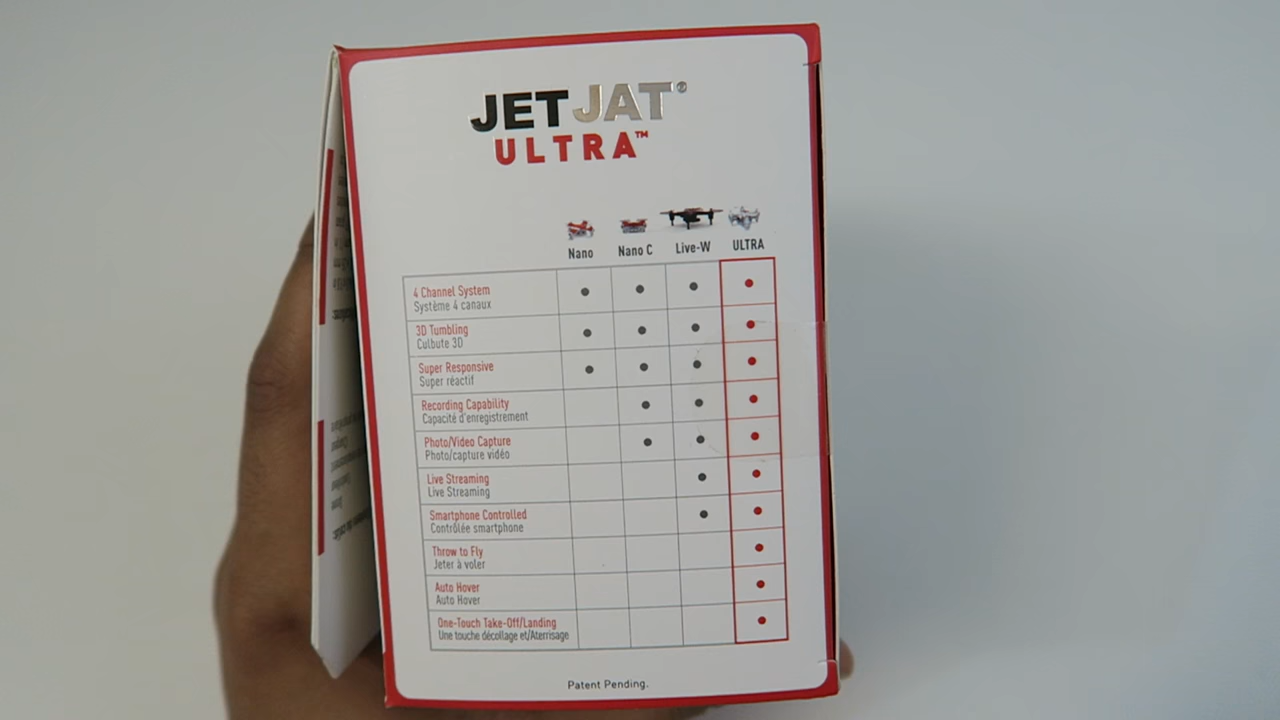 JETJAT®
ULTRA™
Nano Nano C Live-W ULTRA
4 Channel System
Système 4 canaux
3D Tumbling
Culbute 3D
Super Responsive
Super réactif
Recording Capability
Capacité d'enregistrement
Photo/Video Capture
Photo/capture vidéo
Live Streaming
Live Streaming
Smartphone Controlled
Contrôlée smartphone
Throw to Fly
Jeter à voler
Auto Hover
Auto Hover
One-Touch Take-Off/Landing
Une touche décollage et/Aterrisage
Patent Pending.